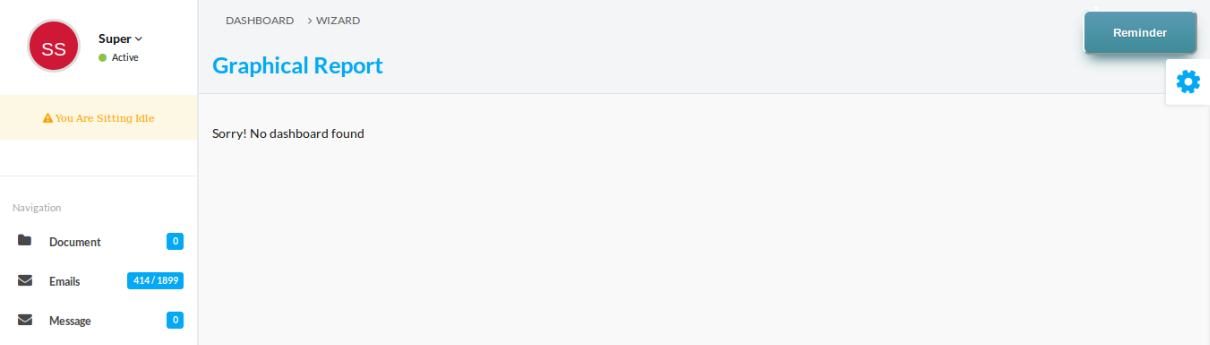 SS
Super
Active
You Are Sitting Idle
Navigation
Document 0
Emails 414 / 1899
Message 0
DASHBOARD > WIZARD
Graphical Report
Sorry! No dashboard found
Reminder